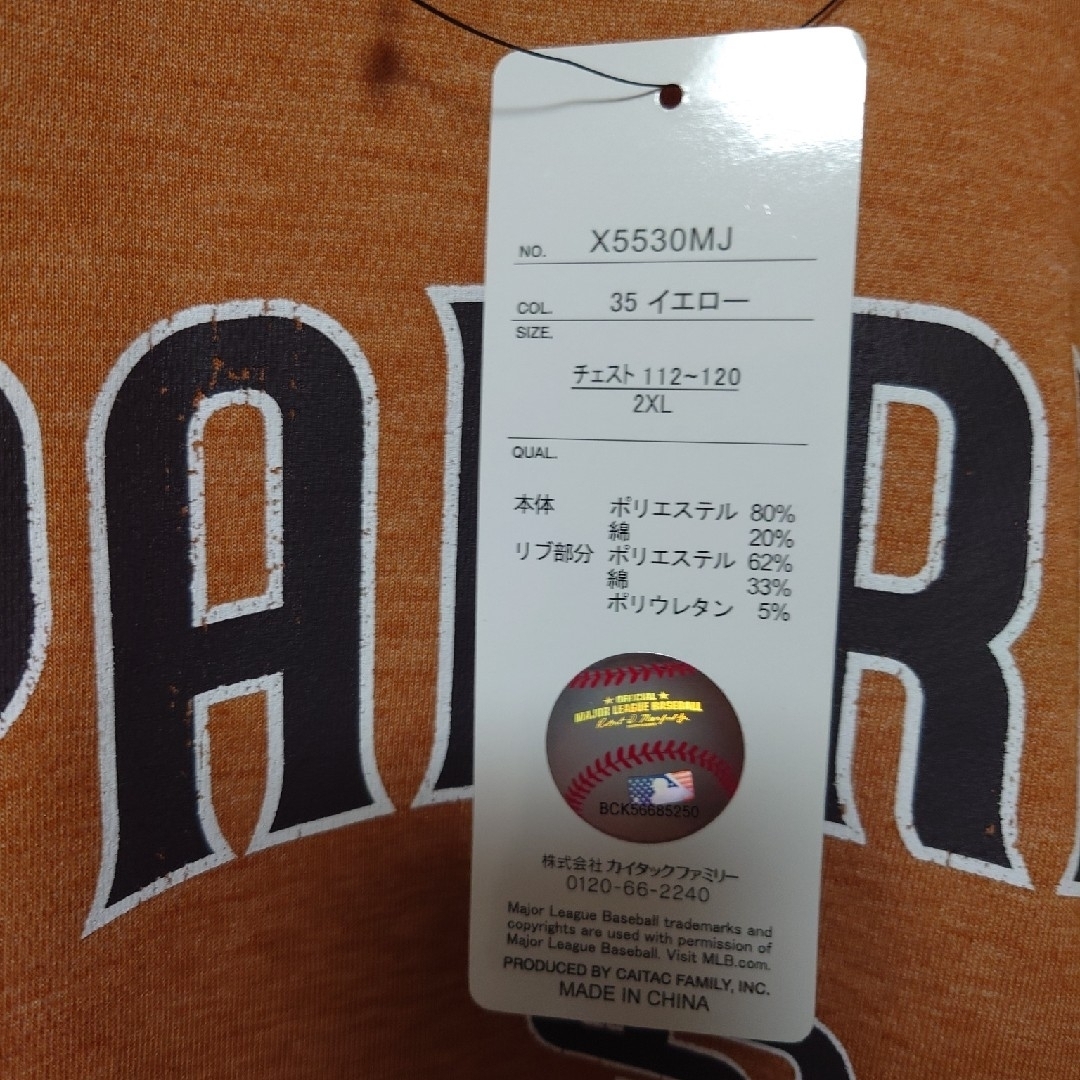 NO. X5530MJ
COL. 35 イエロー
SIZE.
チェスト 112~120
2XL
QUAL.
本体 ポリエステル 80%
綿 20%
リブ部分 ポリエステル 62%
綿 33%
ポリウレタン 5%
★ OFFICIAL ★
MAJOR LEAGUE BASEBALL
BCK56685250
株式会社 カイタックファミリー
0120-66-2240
Major League Baseball trademarks and
copyrights are used with permission of
Major League Baseball. Visit MLB.com.
PRODUCED BY CAITAC FAMILY, INC.
MADE IN CHINA